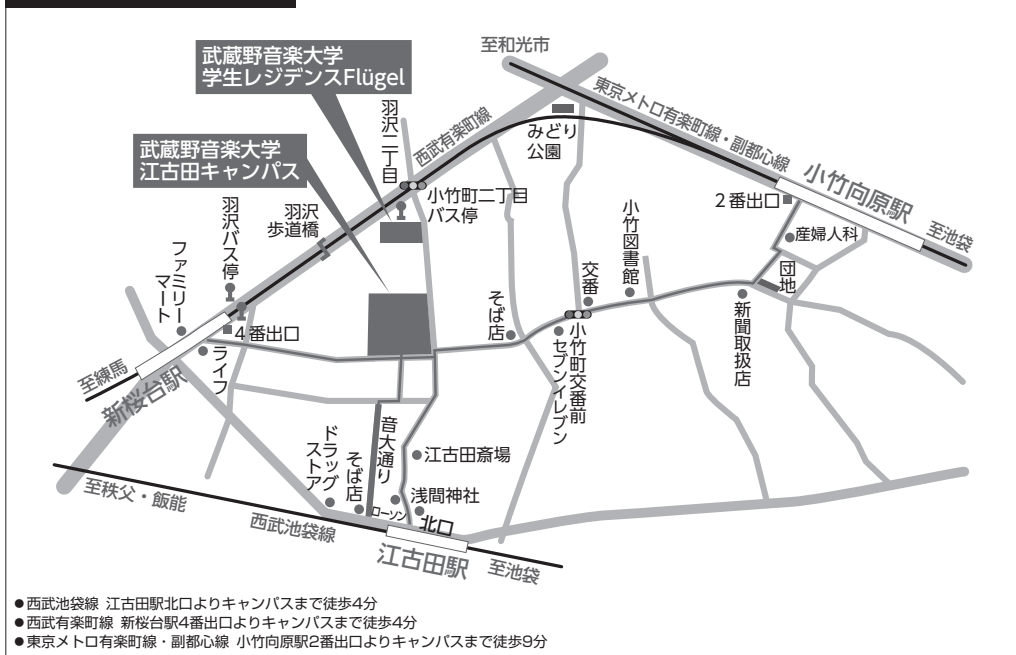 至和光市
武蔵野音楽大学
学生レジデンスFlügel
東京メトロ有楽町線・副都心線
羽沢二丁目
西武有楽町線
みどり
公園
武蔵野音楽大学
江古田キャンパス
小竹向原駅
2番出口
小竹町二丁目
バス停
至池袋
羽沢
歩道橋
羽沢バス停
小竹図書館
産婦人科
団地
ファミリー
マート
交番
4番出口
そば店
新聞取扱店
ライフ
小竹町交番前
セブンイレブン
至練馬
新桜台駅
音大通り
ドラッグ
ストア
そば店
江古田斎場
浅間神社
ローソン
北口
至秩父・飯能
西武池袋線
江古田駅
至池袋
●西武池袋線 江古田駅北口よりキャンパスまで徒歩4分
●西武有楽町線 新桜台駅4番出口よりキャンパスまで徒歩4分
●東京メトロ有楽町線・副都心線 小竹向原駅2番出口よりキャンパスまで徒歩9分